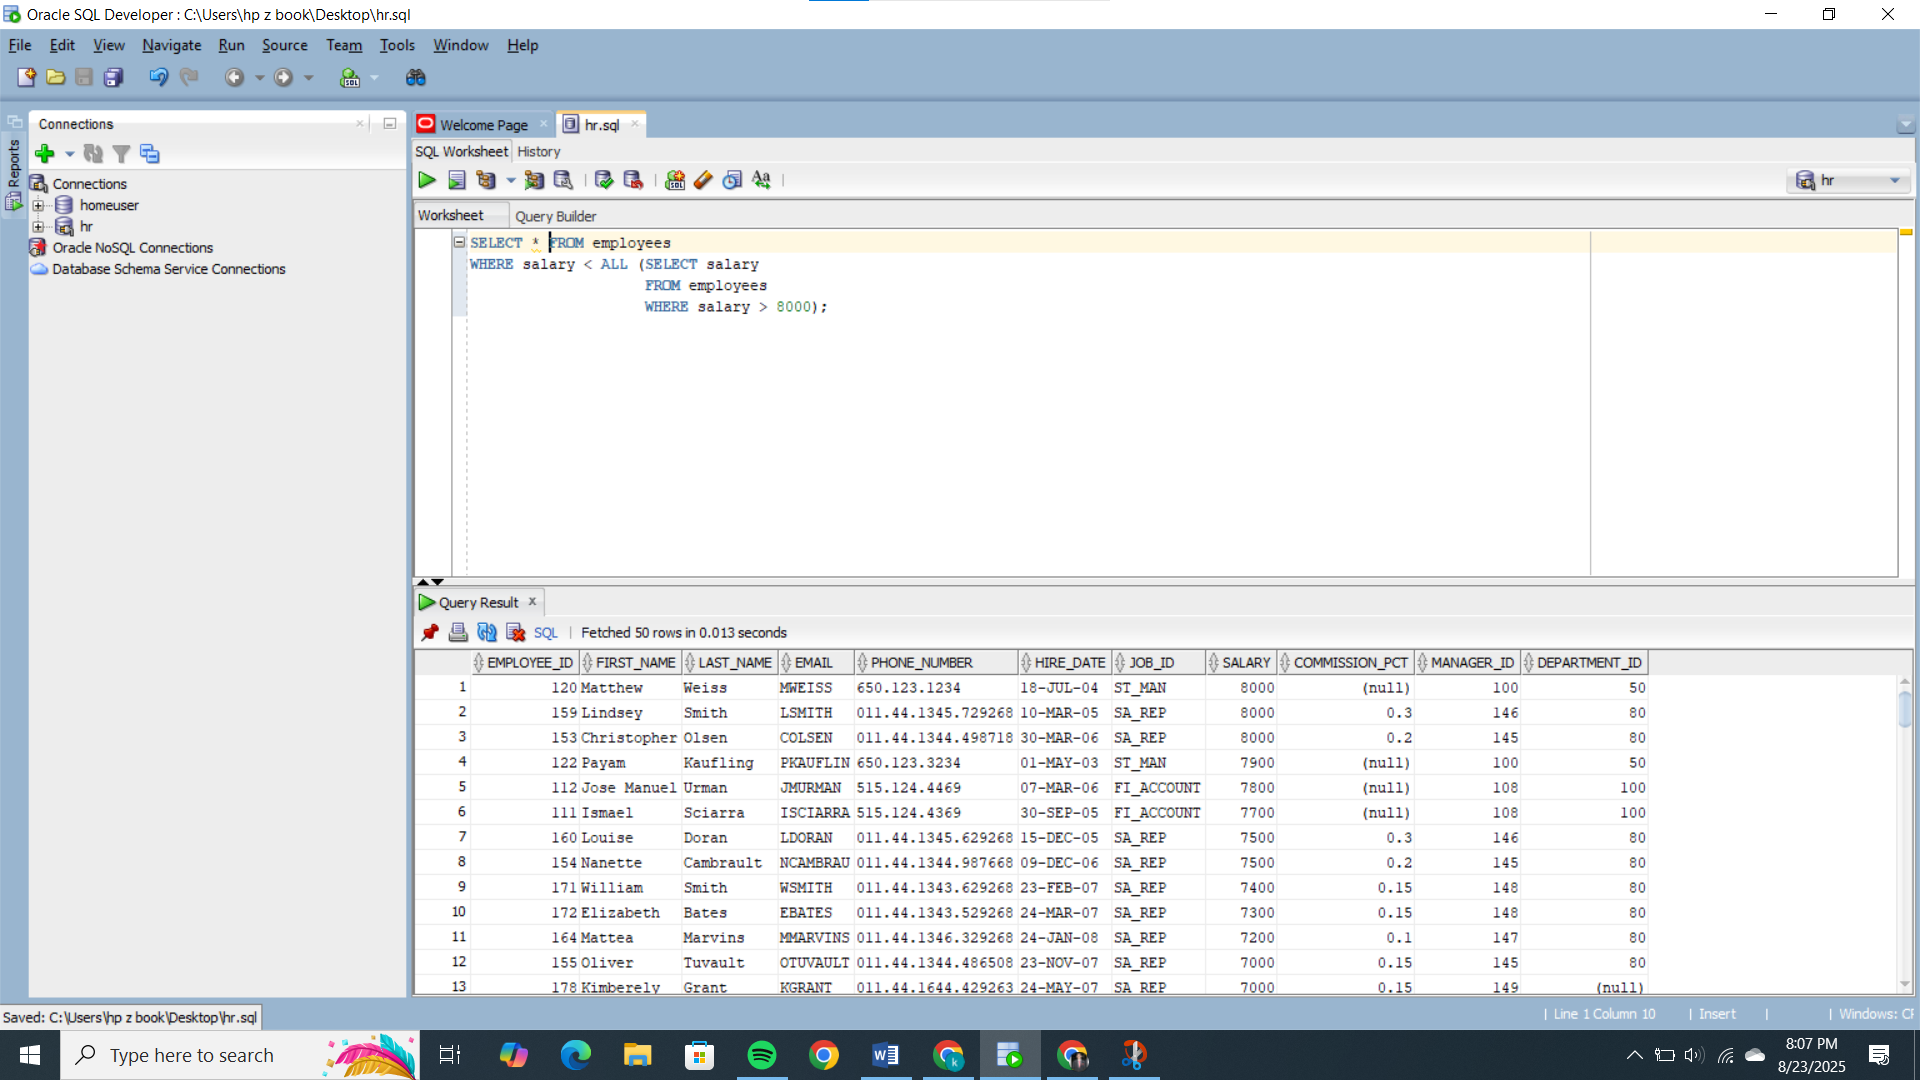 Oracle SQL Developer : C:\Users\hp z book\Desktop\hr.sql
File Edit View Navigate Run Source Team Tools Window Help
Connections
Reports
Connections
homeuser
hr
Oracle NoSQL Connections
Database Schema Service Connections
Welcome Page hr.sql
SQL Worksheet History
hr
Worksheet Query Builder
SELECT * FROM employees
WHERE salary < ALL (SELECT salary
FROM employees
WHERE salary > 8000);
Query Result
SQL | Fetched 50 rows in 0.013 seconds
EMPLOYEE_ID FIRST_NAME LAST_NAME EMAIL PHONE_NUMBER HIRE_DATE JOB_ID SALARY COMMISSION_PCT MANAGER_ID DEPARTMENT_ID
1 120 Matthew Weiss MWEISS 650.123.1234 18-JUL-04 ST_MAN 8000 (null) 100 50
2 159 Lindsey Smith LSMITH 011.44.1345.729268 10-MAR-05 SA_REP 8000 0.3 146 80
3 153 Christopher Olsen COLSEN 011.44.1344.498718 30-MAR-06 SA_REP 8000 0.2 145 80
4 122 Payam Kaufling PKAUFLIN 650.123.3234 01-MAY-03 ST_MAN 7900 (null) 100 50
5 112 Jose Manuel Urman JMURMAN 515.124.4469 07-MAR-06 FI_ACCOUNT 7800 (null) 108 100
6 111 Ismael Sciarra ISCIARRA 515.124.4369 30-SEP-05 FI_ACCOUNT 7700 (null) 108 100
7 160 Louise Doran LDORAN 011.44.1345.629268 15-DEC-05 SA_REP 7500 0.3 146 80
8 154 Nanette Cambrault NCAMBRAU 011.44.1344.987668 09-DEC-06 SA_REP 7500 0.2 145 80
9 171 William Smith WSMITH 011.44.1343.629268 23-FEB-07 SA_REP 7400 0.15 148 80
10 172 Elizabeth Bates EBATES 011.44.1343.529268 24-MAR-07 SA_REP 7300 0.15 148 80
11 164 Mattea Marvins MMARVINS 011.44.1346.329268 24-JAN-08 SA_REP 7200 0.1 147 80
12 155 Oliver Tuvault OTUVAULT 011.44.1344.486508 23-NOV-07 SA_REP 7000 0.15 145 80
13 178 Kimberely Grant KGRANT 011.44.1644.429263 24-MAY-07 SA_REP 7000 0.15 149 (null)
Saved: C:\Users\hp z book\Desktop\hr.sql
| Line 1 Column 10 | Insert | | Windows: CF
Type here to search
8:07 PM
8/23/2025